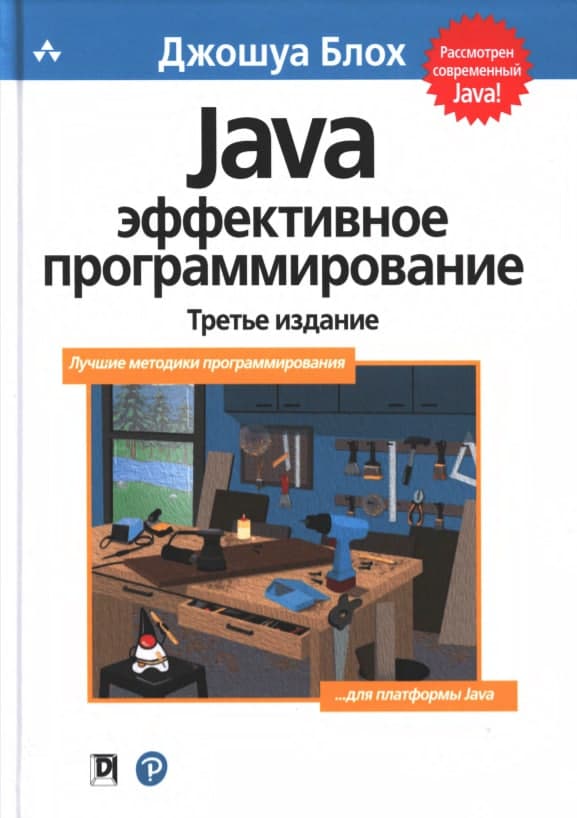 Джошуа Блох
Рассмотрен
современный
Java!
Java
эффективное
программирование
Третье издание
Лучшие методики программирования
...для платформы Java
D
P